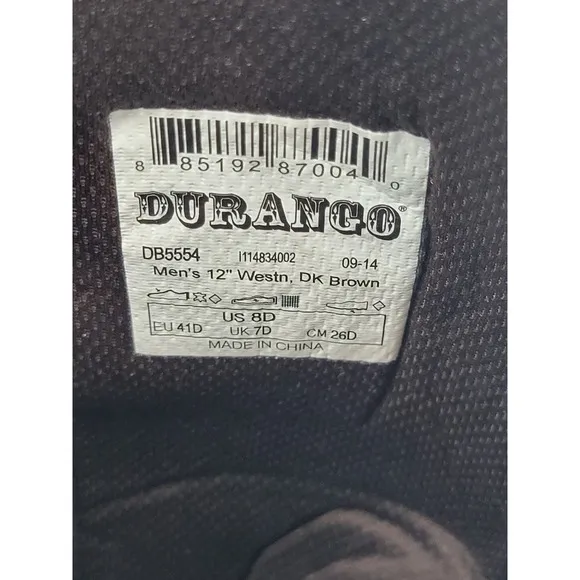 8 85192 87004 0
DURANGO®
DB5554 I114834002 09-14
Men's 12" Westn, DK Brown
US 8D
EU 41D UK 7D CM 26D
MADE IN CHINA